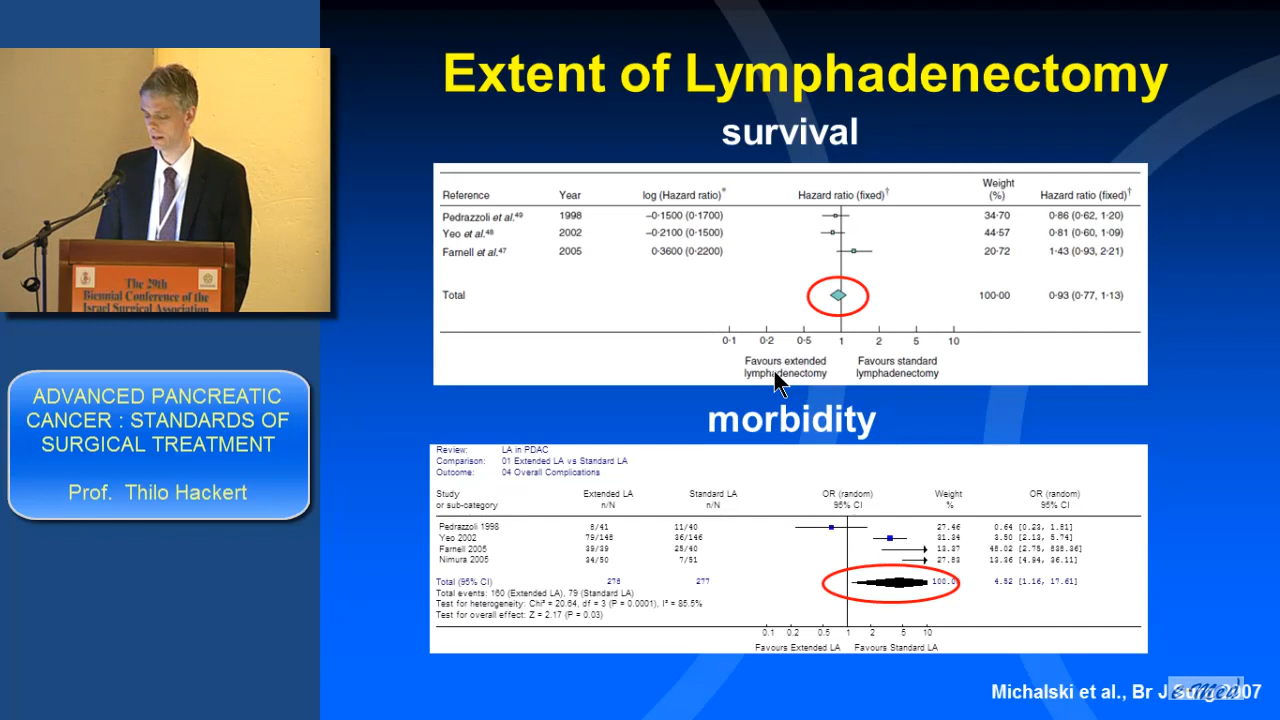 Extent of Lymphadenectomy
survival
Reference Year log (Hazard ratio)* Hazard ratio (fixed)† Weight (%) Hazard ratio (fixed)†
Pedrazzoli et al.49 1998 –0·1500 (0·1700) 34·70 0·86 (0·62, 1·20)
Yeo et al.48 2002 –0·2100 (0·1500) 44·57 0·81 (0·60, 1·09)
Farnell et al.47 2005 0·3600 (0·2200) 20·72 1·43 (0·93, 2·21)
Total 100·00 0·93 (0·77, 1·13)
0·1 0·2 0·5 1 2 5 10
Favours extended Favours standard
lymphadenectomy lymphadenectomy
morbidity
Review: LA in PDAC
Comparison: 01 Extended LA vs Standard LA
Outcome: 04 Overall Complications
Study Extended LA Standard LA OR (random) Weight OR (random)
or sub-category n/N n/N 95% CI % 95% CI
Pedrazzoli 1998 8/41 11/40 27.46 0.64 [0.23, 1.81]
Yeo 2002 79/148 36/146 31.34 3.50 [2.13, 5.74]
Farnell 2005 39/39 25/40 13.37 48.02 [2.75, 838.36]
Nimura 2005 34/50 7/51 27.83 13.36 [4.94, 36.11]
Total (95% CI) 278 277 4.52 [1.16, 17.61]
Total events: 160 (Extended LA), 79 (Standard LA)
Test for heterogeneity: Chi² = 20.64, df = 3 (P = 0.0001), I² = 85.5%
Test for overall effect: Z = 2.17 (P = 0.03)
0.1 0.2 0.5 1 2 5 10
Favours Extended LA Favours Standard LA
Michalski et al., Br J Surg 2007
e-Med
The 29th
Biennial Conference of the
Israel Surgical Association
ADVANCED PANCREATIC
CANCER : STANDARDS OF
SURGICAL TREATMENT
Prof. Thilo Hackert